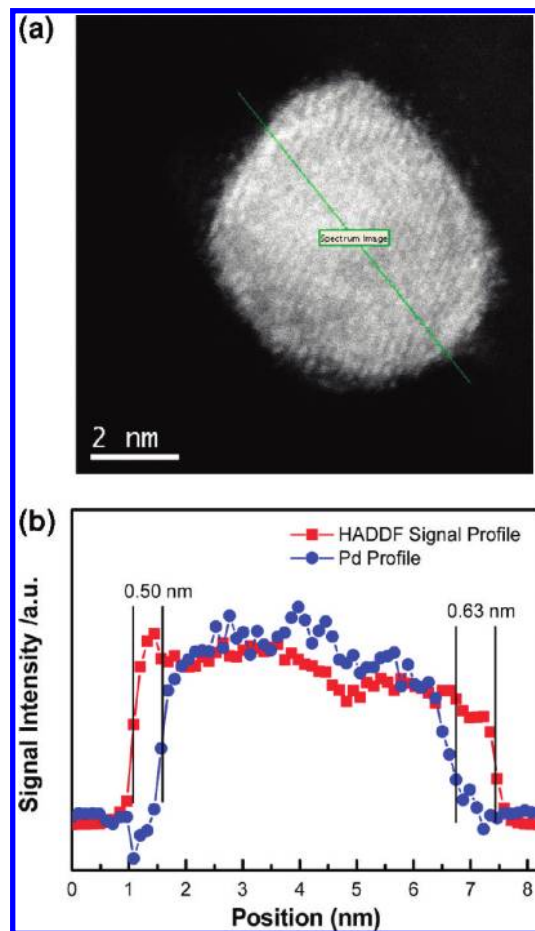 (a)
Spectrum Image
2 nm
(b)
HADDF Signal Profile
Pd Profile
0.50 nm
0.63 nm
Signal Intensity /a.u.
0 1 2 3 4 5 6 7 8
Position (nm)